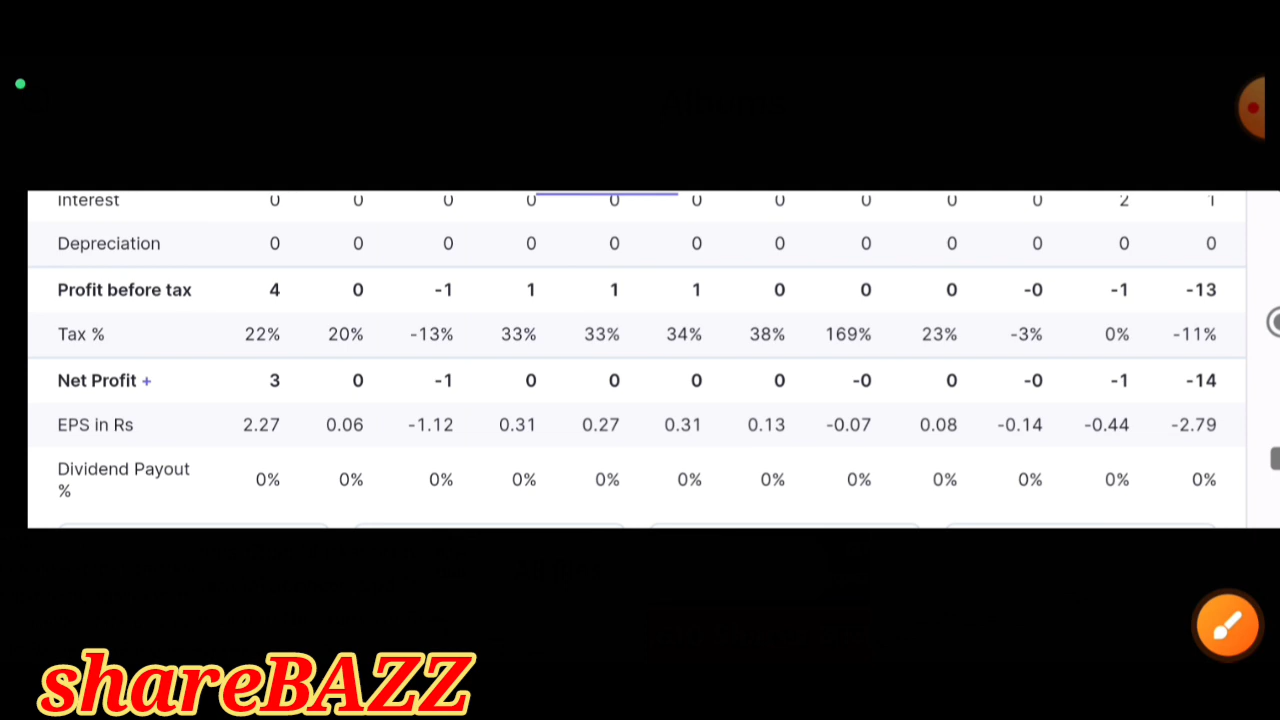 Interest 0 0 0 0 0 0 0 0 0 0 2 1
Depreciation 0 0 0 0 0 0 0 0 0 0 0 0
Profit before tax 4 0 -1 1 1 1 0 0 0 -0 -1 -13
Tax % 22% 20% -13% 33% 33% 34% 38% 169% 23% -3% 0% -11%
Net Profit + 3 0 -1 0 0 0 0 -0 0 -0 -1 -14
EPS in Rs 2.27 0.06 -1.12 0.31 0.27 0.31 0.13 -0.07 0.08 -0.14 -0.44 -2.79
Dividend Payout
% 0% 0% 0% 0% 0% 0% 0% 0% 0% 0% 0% 0%
shareBAZZ